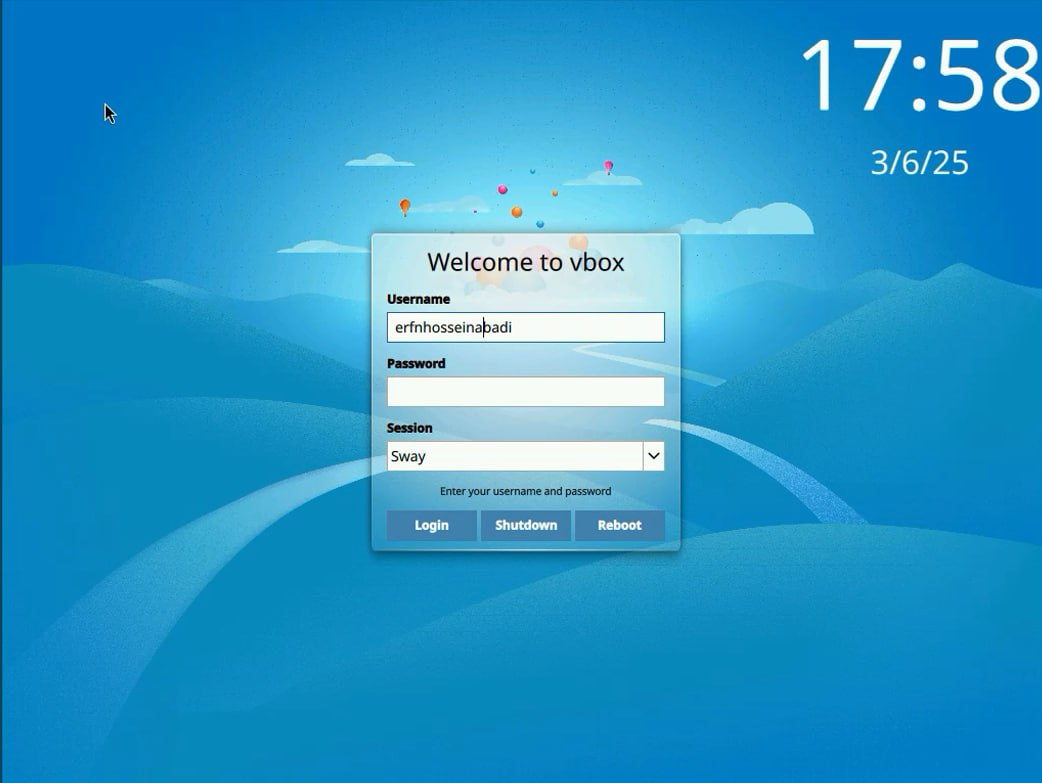 17:58
3/6/25
Welcome to vbox
Username
erfnhosseinabadi
Password
Session
Sway
Enter your username and password
Login Shutdown Reboot